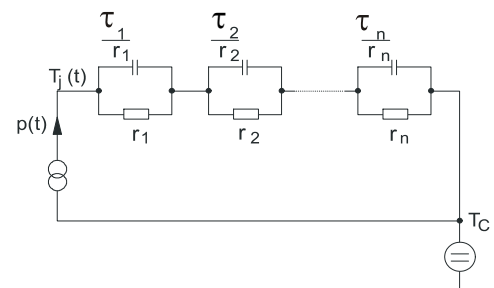 τ1 τ2 τn
r1 r2 rn
Tj (t)
p(t)
r1 r2 rn
TC